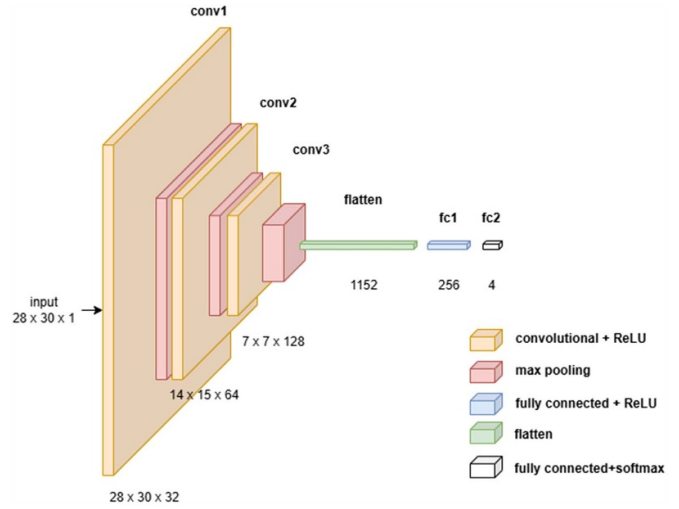 conv1
conv2
conv3
flatten
fc1
fc2
input
28 x 30 x 1
1152
256
4
7 x 7 x 128
14 x 15 x 64
28 x 30 x 32
convolutional + ReLU
max pooling
fully connected + ReLU
flatten
fully connected+softmax